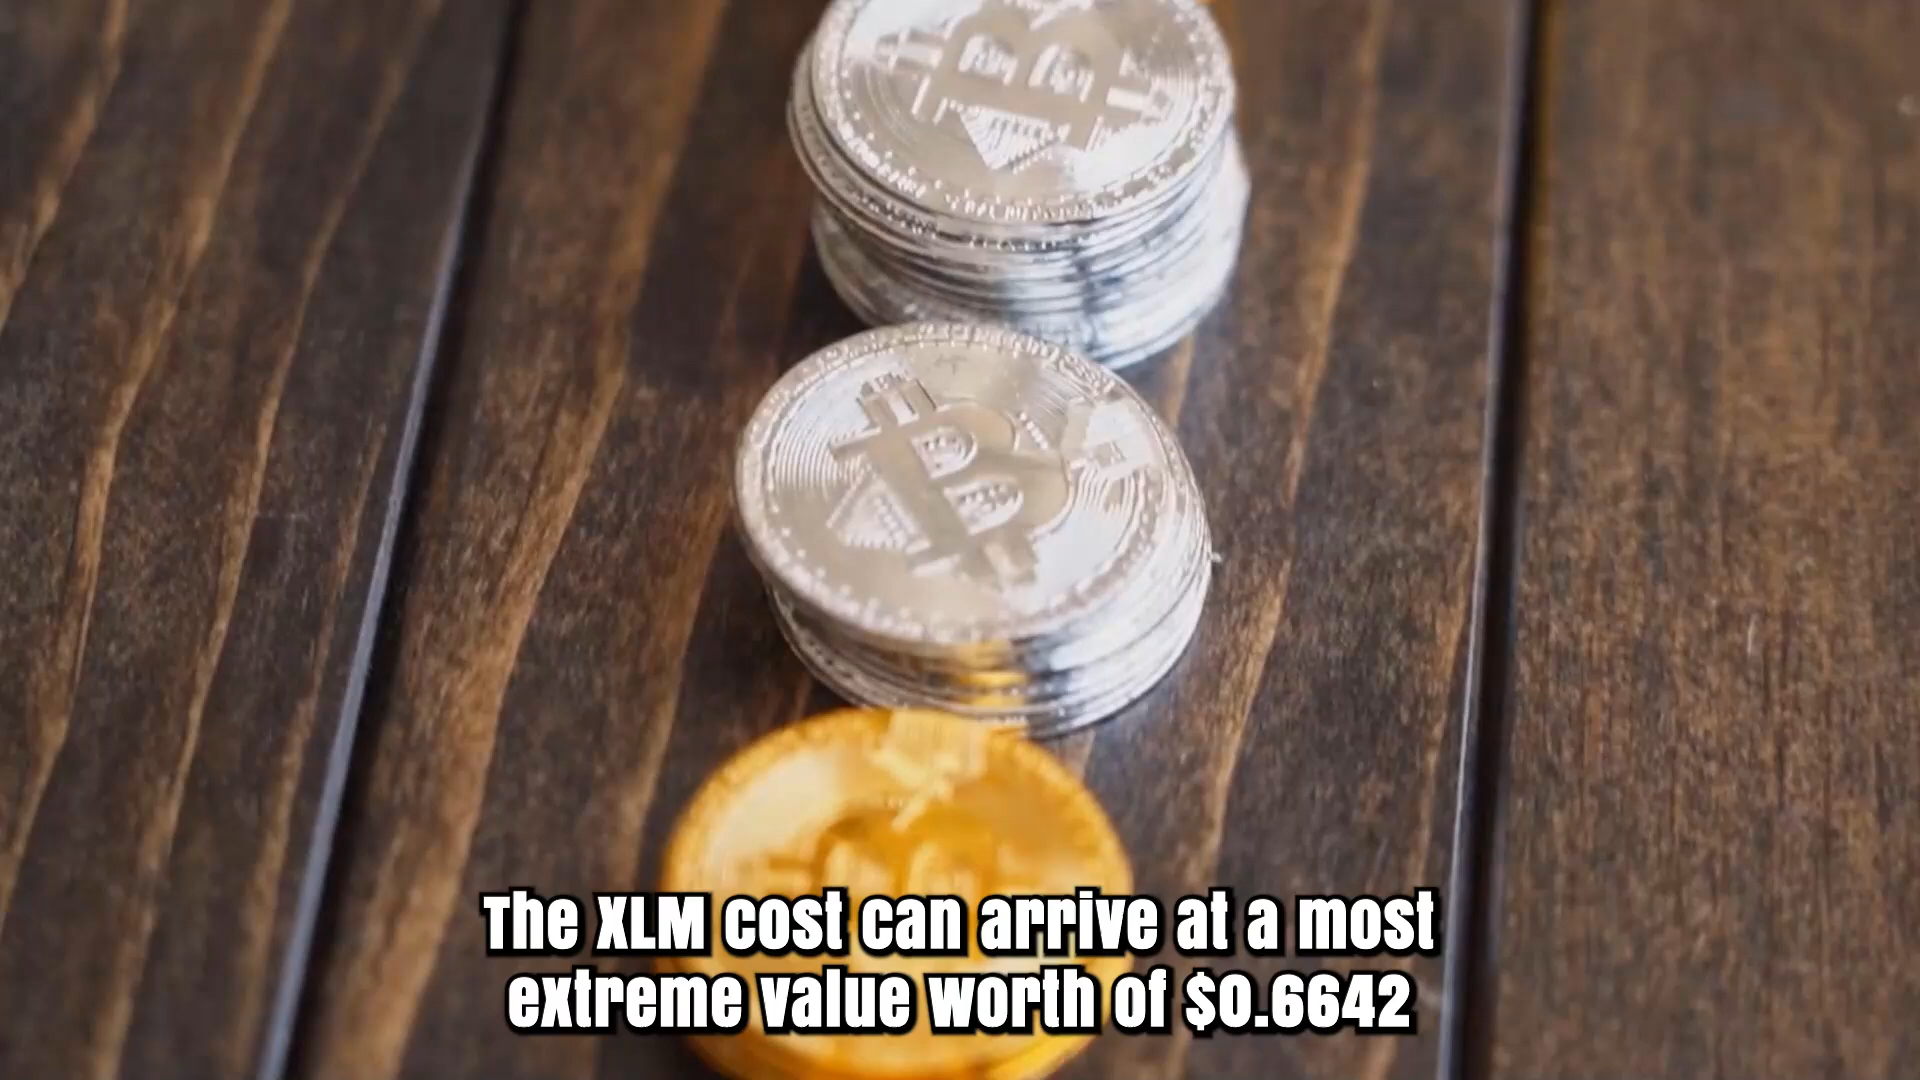 The XLM cost can arrive at a most
extreme value worth of $0.6642